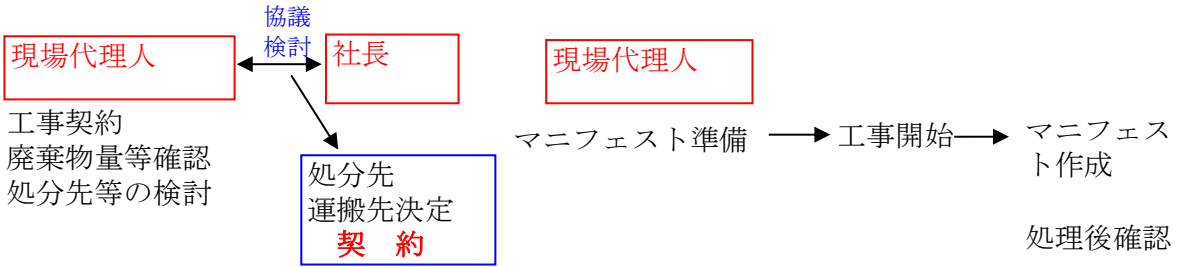 協議
検討
現場代理人
社長
工事契約
廃棄物量等確認
処分先等の検討
処分先
運搬先決定
契　約
現場代理人
マニフェスト準備
工事開始
マニフェス
ト作成
処理後確認